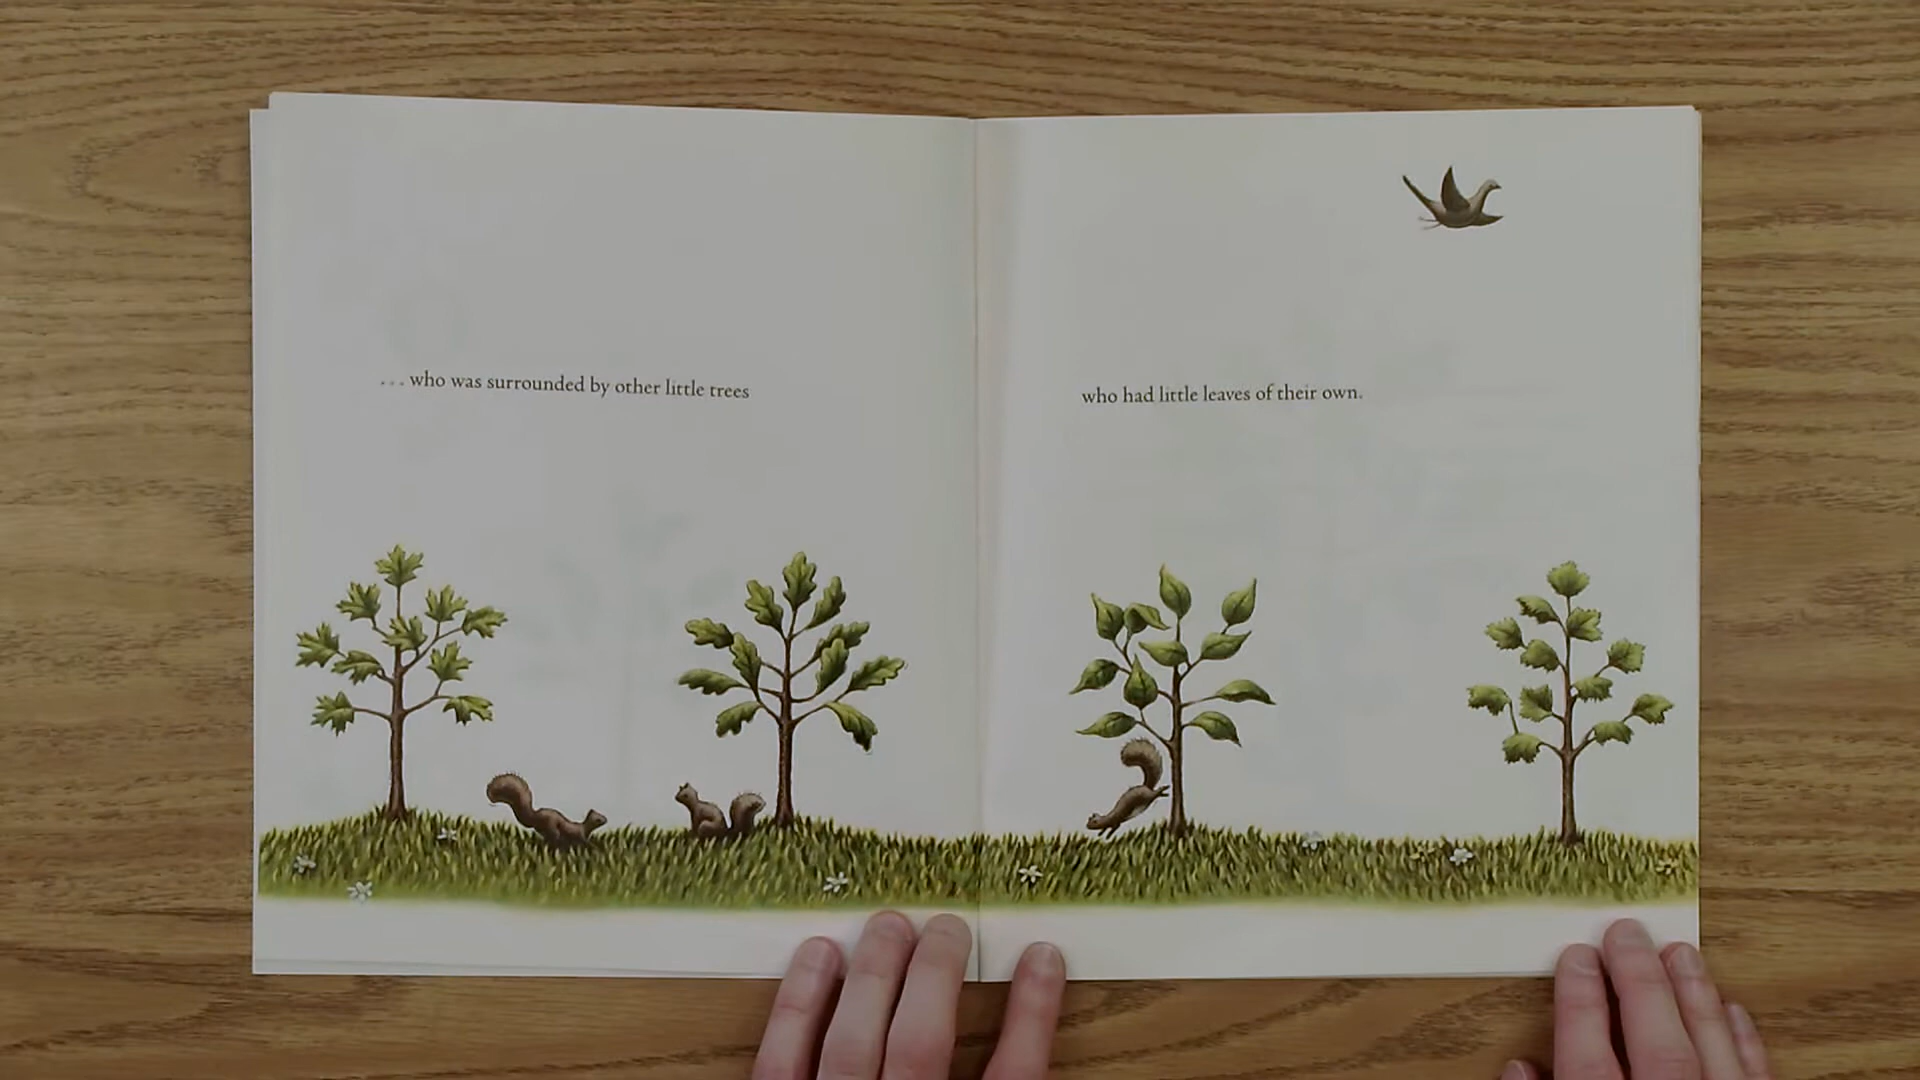 ... who was surrounded by other little trees
who had little leaves of their own.